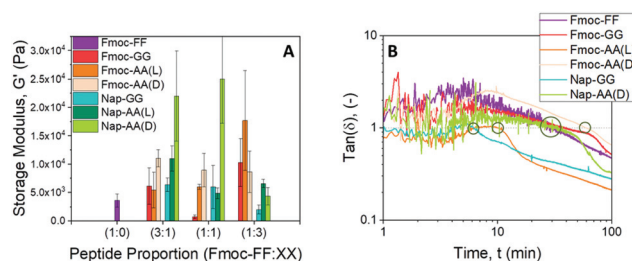 Storage Modulus, G' (Pa)
3.0x10⁴
2.5x10⁴
2.0x10⁴
1.5x10⁴
1.0x10⁴
5.0x10³
0.0
Fmoc-FF
Fmoc-GG
Fmoc-AA(L)
Fmoc-AA(D)
Nap-GG
Nap-AA(L)
Nap-AA(D)
A
(1:0)
(3:1)
(1:1)
(1:3)
Peptide Proportion (Fmoc-FF:XX)
B
Fmoc-FF
Fmoc-GG
Fmoc-AA(L)
Fmoc-AA(D)
Nap-GG
Nap-AA(D)
Tan(δ), (-)
10
1
0.1
1
10
100
Time, t (min)